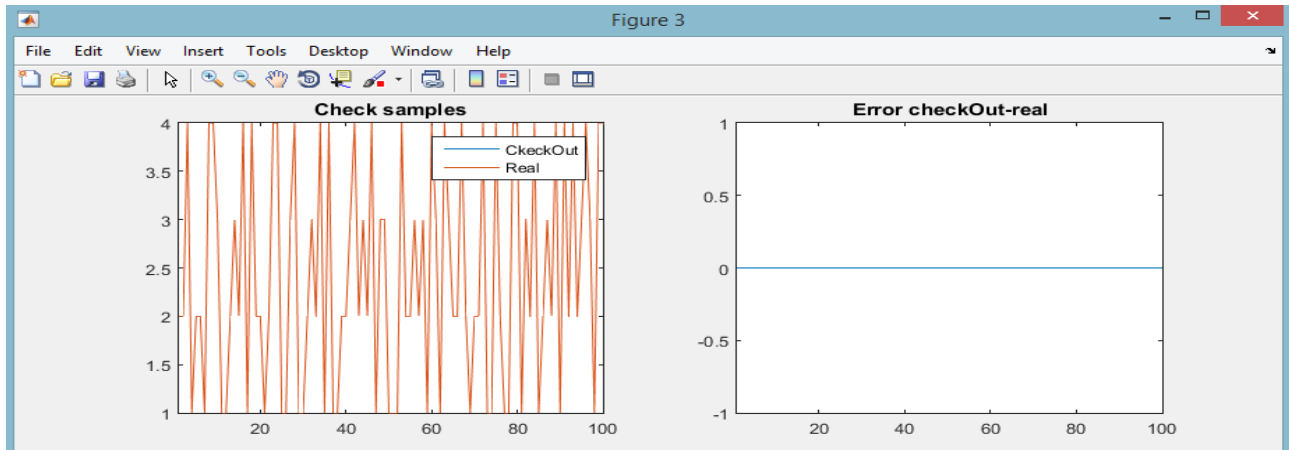 Figure 3
File Edit View Insert Tools Desktop Window Help
Check samples
4
3.5
3
2.5
2
1.5
1
20 40 60 80 100
CkeckOut
Real
Error checkOut-real
1
0.5
0
-0.5
-1
20 40 60 80 100